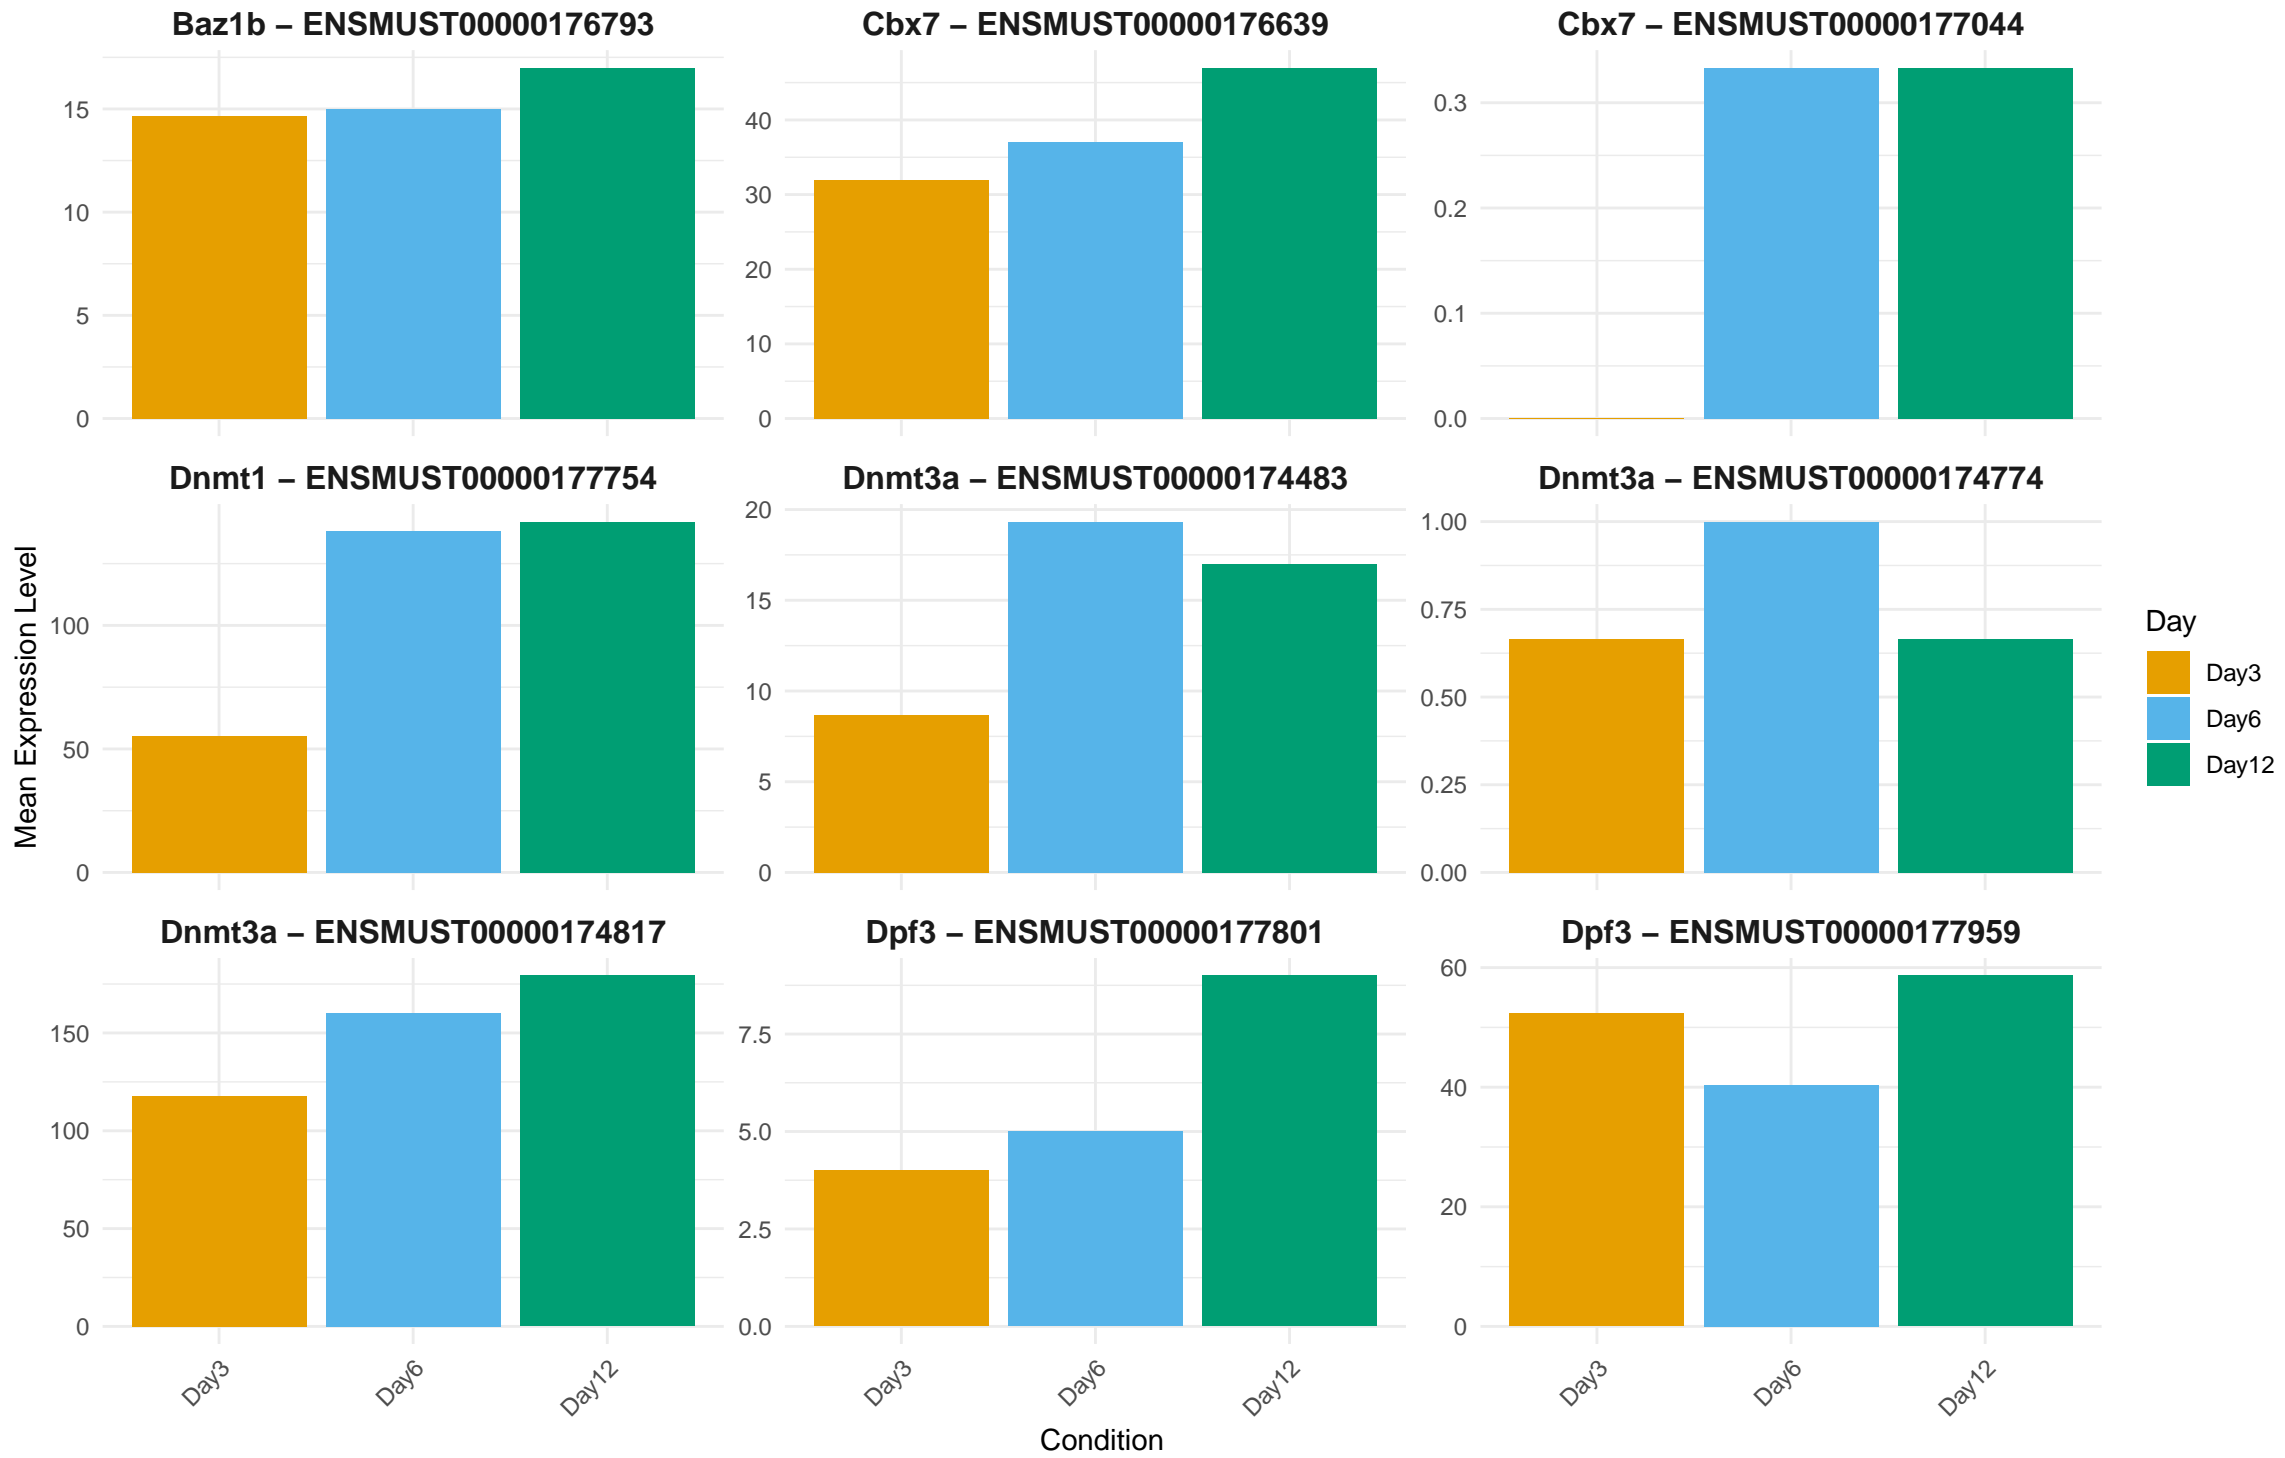 Baz1b – ENSMUST00000176793
Cbx7 – ENSMUST00000176639
Cbx7 – ENSMUST00000177044
15
10
5
0
40
30
20
10
0
0.3
0.2
0.1
0.0
Dnmt1 – ENSMUST00000177754
Dnmt3a – ENSMUST00000174483
Dnmt3a – ENSMUST00000174774
100
50
0
20
15
10
5
0
1.00
0.75
0.50
0.25
0.00
Dnmt3a – ENSMUST00000174817
Dpf3 – ENSMUST00000177801
Dpf3 – ENSMUST00000177959
150
100
50
0
7.5
5.0
2.5
0.0
60
40
20
0
Day3
Day6
Day12
Day3
Day6
Day12
Day3
Day6
Day12
Condition
Mean Expression Level
Day
Day3
Day6
Day12